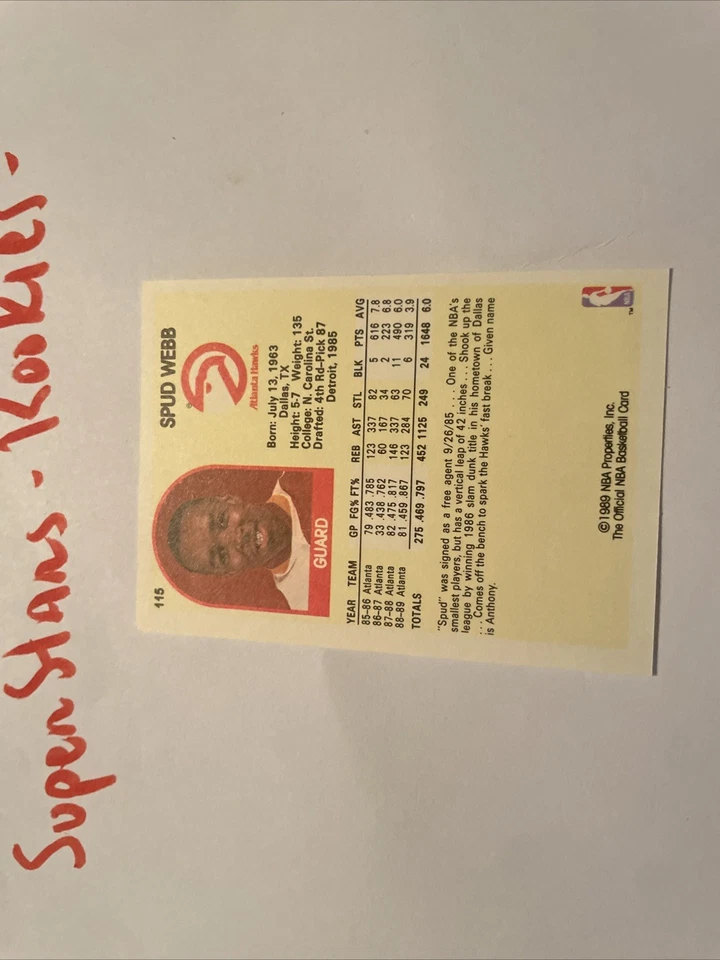 Super Stars - Rookies -
115
SPUD WEBB
Atlanta Hawks
Born: July 13, 1963
Dallas, TX
Height: 5-7 Weight: 135
College: N. Carolina St.
Drafted: 4th Rd–Pick 87
Detroit, 1985
GUARD
YEAR TEAM GP FG% FT% REB AST STL BLK PTS AVG
85–86 Atlanta 79 .483 .785 123 337 82 5 616 7.8
86–87 Atlanta 33 .438 .762 60 167 34 2 223 6.8
87–88 Atlanta 82 .475 .817 146 337 63 11 490 6.0
88–89 Atlanta 81 .459 .867 123 284 70 6 319 3.9
TOTALS 275 .469 .797 452 1125 249 24 1648 6.0
"Spud" was signed as a free agent 9/26/85 . . . One of the NBA's
smallest players, but has a vertical leap of 42 inches . . . Shook up the
league by winning 1986 slam dunk title in his hometown of Dallas
. . . Comes off the bench to spark the Hawks' fast break . . . Given name
is Anthony.
©1989 NBA Properties, Inc.
The Official NBA Basketball Card
NBA
TM